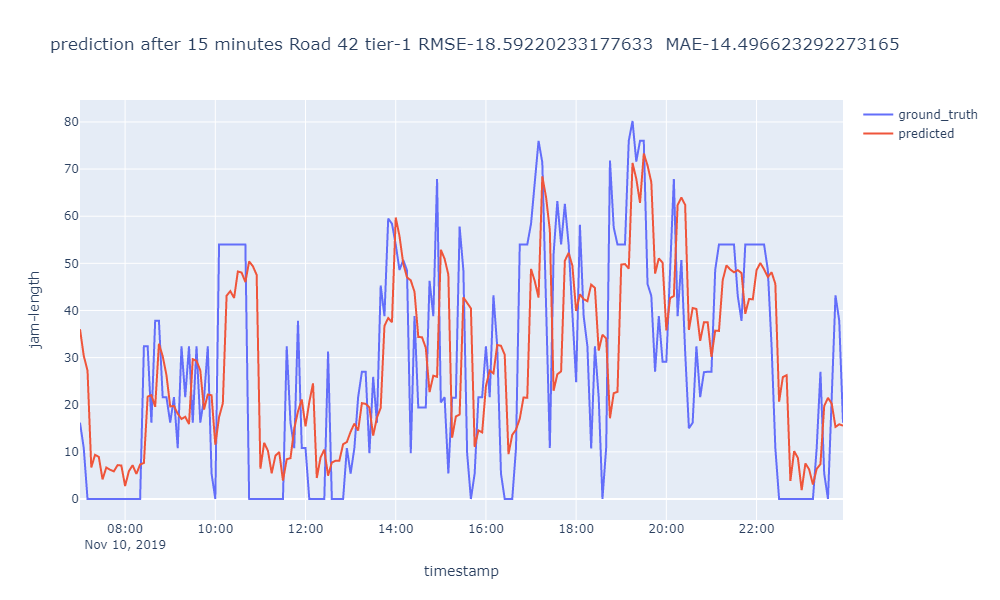 prediction after 15 minutes Road 42 tier-1 RMSE-18.59220233177633  MAE-14.496623292273165
ground_truth
predicted
80
70
60
50
40
30
20
10
0
jam-length
08:00 10:00 12:00 14:00 16:00 18:00 20:00 22:00
Nov 10, 2019
timestamp